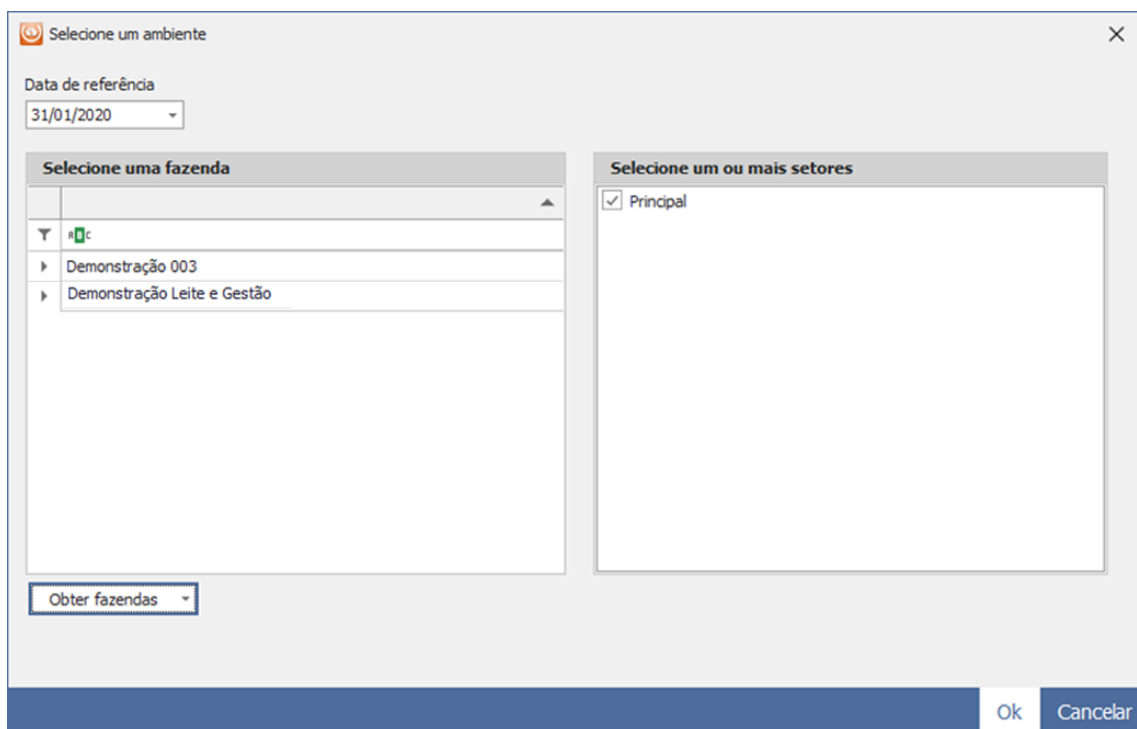 Selecione um ambiente
Data de referência
31/01/2020
Selecione uma fazenda
Demonstração 003
Demonstração Leite e Gestão
Selecione um ou mais setores
Principal
Obter fazendas
Ok
Cancelar